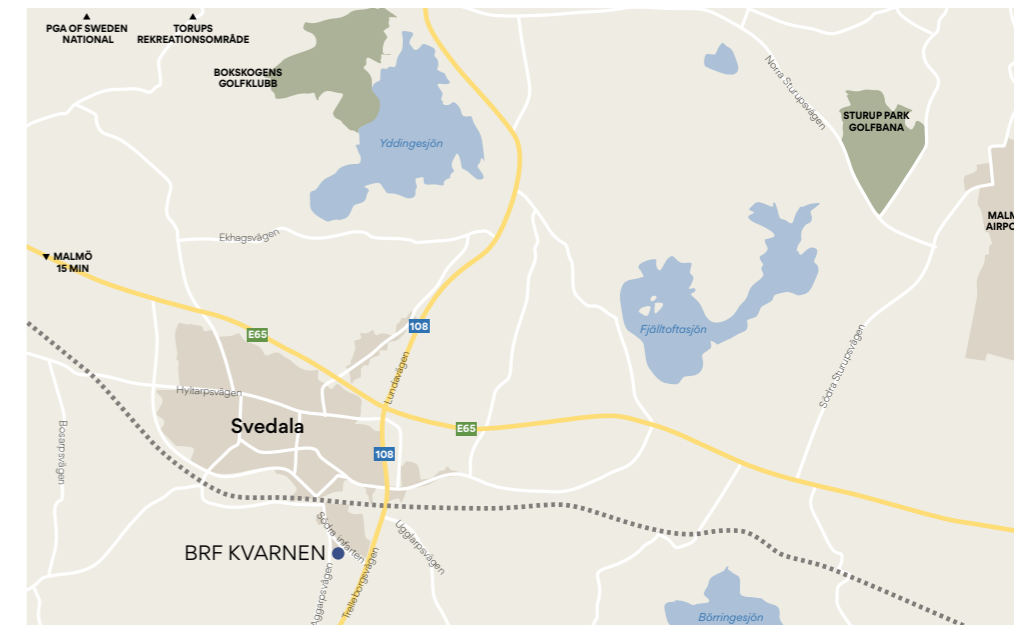 PGA OF SWEDEN
NATIONAL
TORUPS
REKREATIONSOMRÅDE
BOKSKOGENS
GOLFKLUBB
Yddingesjön
Norra Sturupsvägen
STURUP PARK
GOLFBANA
MALM
AIRPO
Ekhagsvägen
MALMÖ
15 MIN
E65
108
Fjälltoftasjön
Södra Sturupsvägen
Lundavägen
Hyltarpsvägen
Svedala
E65
108
Bosarpsvägen
Södra infarten
Ugglarpsvägen
BRF KVARNEN
Aggarpsvägen
Trelleborgsvägen
Börringesjön